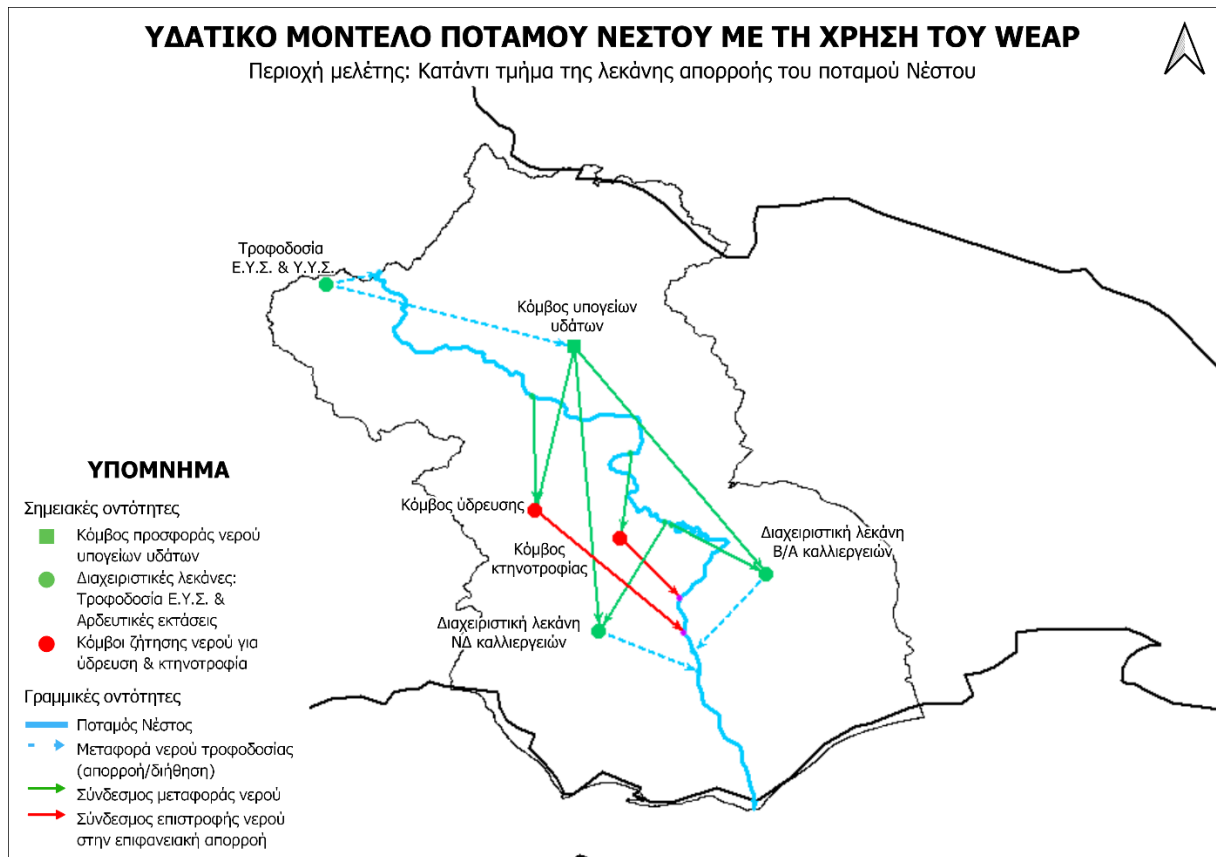 ΥΔΑΤΙΚΟ ΜΟΝΤΕΛΟ ΠΟΤΑΜΟΥ ΝΕΣΤΟΥ ΜΕ ΤΗ ΧΡΗΣΗ ΤΟΥ WEAP
Περιοχή μελέτης: Κατάντι τμήμα της λεκάνης απορροής του ποταμού Νέστου
Τροφοδοσία
Ε.Υ.Σ. & Υ.Υ.Σ.
Κόμβος υπογείων
υδάτων
Κόμβος ύδρευσης
Κόμβος
κτηνοτροφίας
Διαχειριστική λεκάνη
Β/Α καλλιεργειών
Διαχειριστική λεκάνη
ΝΔ καλλιεργειών
ΥΠΟΜΝΗΜΑ
Σημειακές οντότητες
Κόμβος προσφοράς νερού
υπογείων υδάτων
Διαχειριστικές λεκάνες:
Τροφοδοσία Ε.Υ.Σ. &
Αρδευτικές εκτάσεις
Κόμβοι ζήτησης νερού για
ύδρευση & κτηνοτροφία
Γραμμικές οντότητες
Ποταμός Νέστος
Μεταφορά νερού τροφοδοσίας
(απορροή/διήθηση)
Σύνδεσμος μεταφοράς νερού
Σύνδεσμος επιστροφής νερού
στην επιφανειακή απορροή